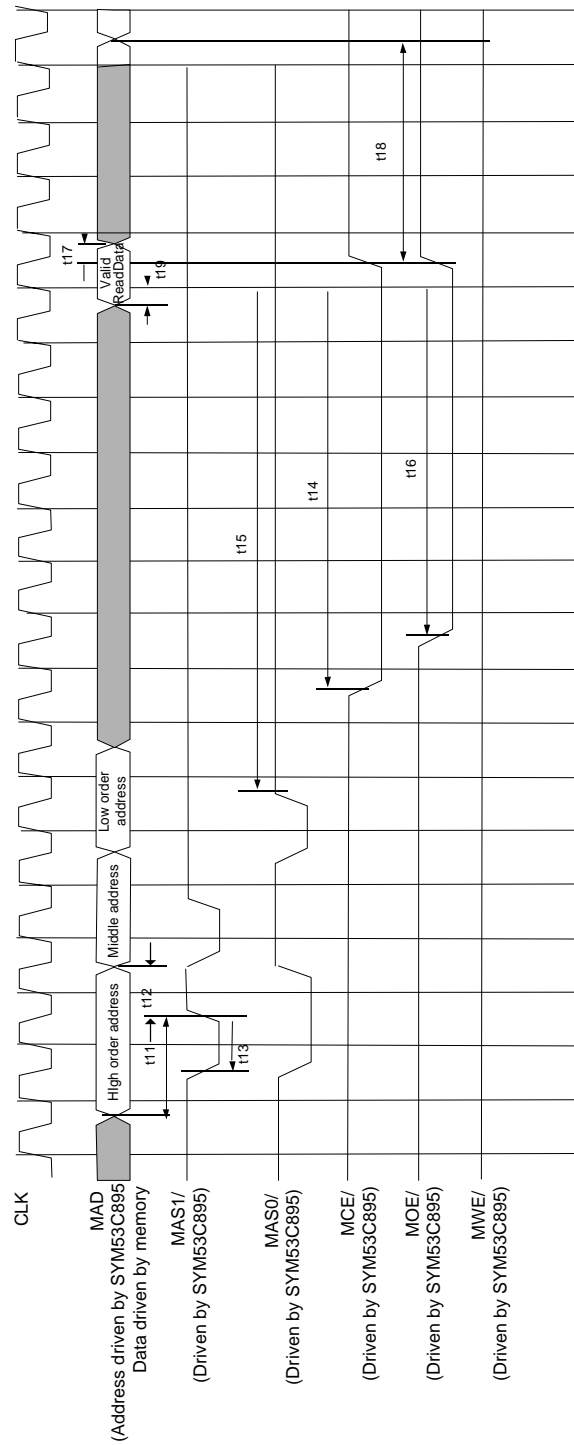 CLK
MAD
(Address driven by SYM53C895
Data driven by memory
HIgh order address
Middle address
Low order
address
Valid
ReadData
MAS1/
(Driven by SYM53C895)
MAS0/
(Driven by SYM53C895)
MCE/
(Driven by SYM53C895)
MOE/
(Driven by SYM53C895)
MWE/
(Driven by SYM53C895)
t11
t12
t13
t15
t14
t16
t17
t19
t18